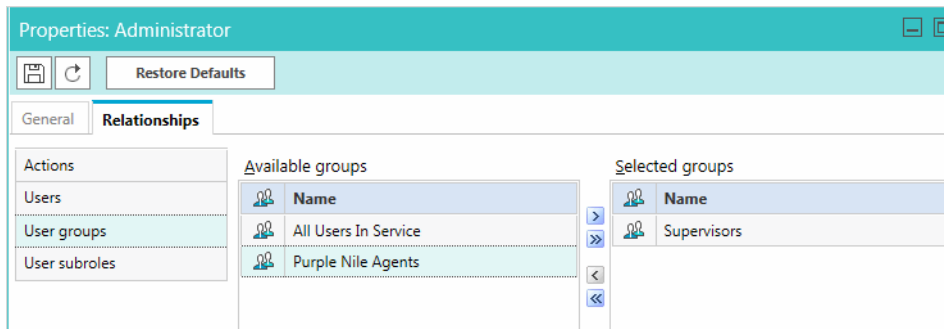 Properties: Administrator
Restore Defaults
General Relationships
Actions
Users
User groups
User subroles
Available groups
Name
All Users In Service
Purple Nile Agents
Selected groups
Name
Supervisors